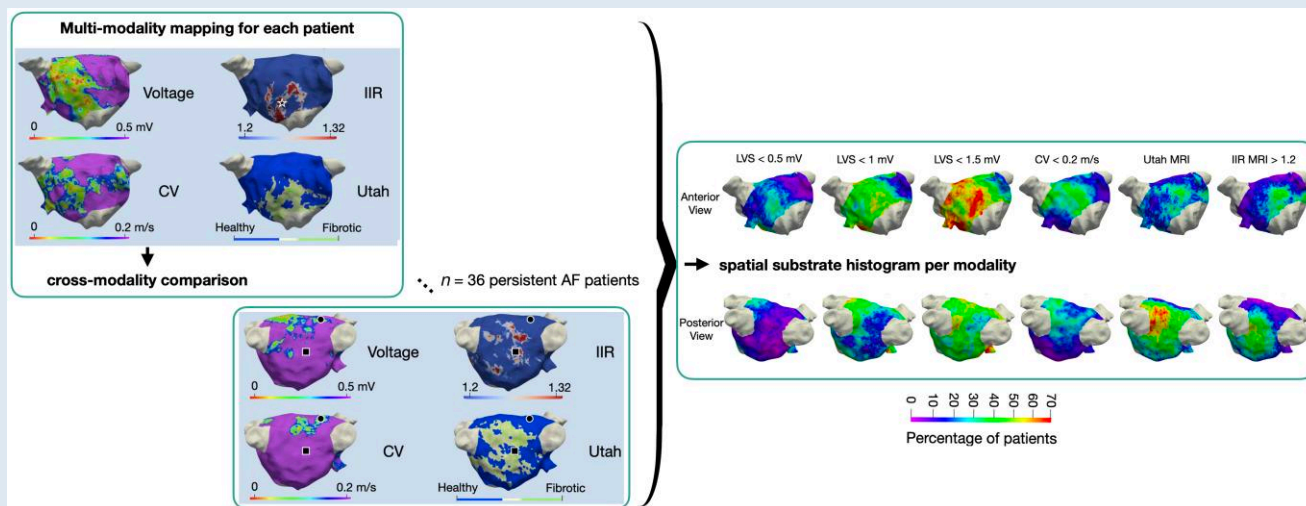 Multi-modality mapping for each patient
Voltage
IIR
0 0.5 mV
1.2 1.32
CV
Utah
0 0.2 m/s
Healthy Fibrotic
cross-modality comparison
n = 36 persistent AF patients
Voltage
IIR
0 0.5 mV
1.2 1.32
CV
Utah
0 0.2 m/s
Healthy Fibrotic
LVS < 0.5 mV LVS < 1 mV LVS < 1.5 mV CV < 0.2 m/s Utah MRI IIR MRI > 1.2
Anterior
View
spatial substrate histogram per modality
Posterior
View
0 10 20 30 40 50 60 70
Percentage of patients